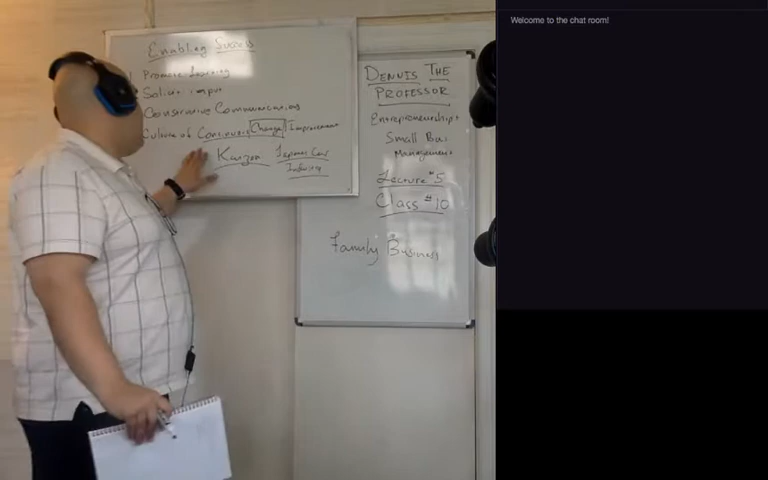 Enabling Success
Promote Learning
Solicit input
Constructive Communications
Culture of Continuous Change Improvement
Kaizen Japanese Car
Industry
DENNIS THE
PROFESSOR
Entrepreneurship +
Small Bus
Management
Lecture #5
Class #10
Family Business
Welcome to the chat room!